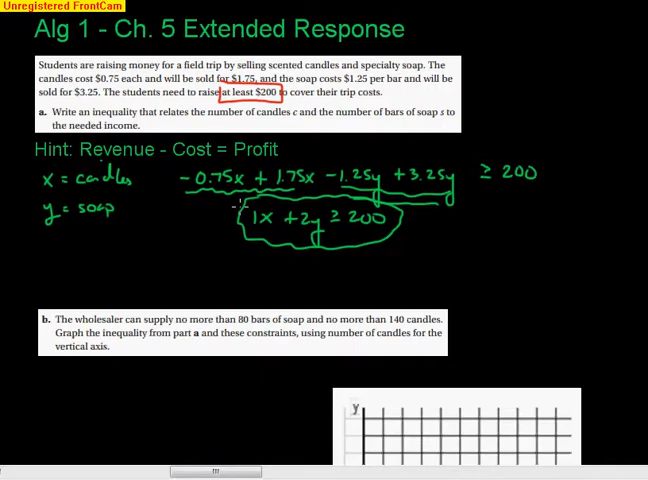 Unregistered FrontCam
Alg 1 - Ch. 5 Extended Response
Students are raising money for a field trip by selling scented candles and specialty soap. The
candles cost $0.75 each and will be sold for $1.75, and the soap costs $1.25 per bar and will be
sold for $3.25. The students need to raise at least $200 to cover their trip costs.
a. Write an inequality that relates the number of candles c and the number of bars of soap s to
the needed income.
Hint: Revenue - Cost = Profit
x = candles
-0.75x + 1.75x -1.25y +3.25y ≥ 200
y = soap
1x +2y ≥ 200
b. The wholesaler can supply no more than 80 bars of soap and no more than 140 candles.
Graph the inequality from part a and these constraints, using number of candles for the
vertical axis.
y